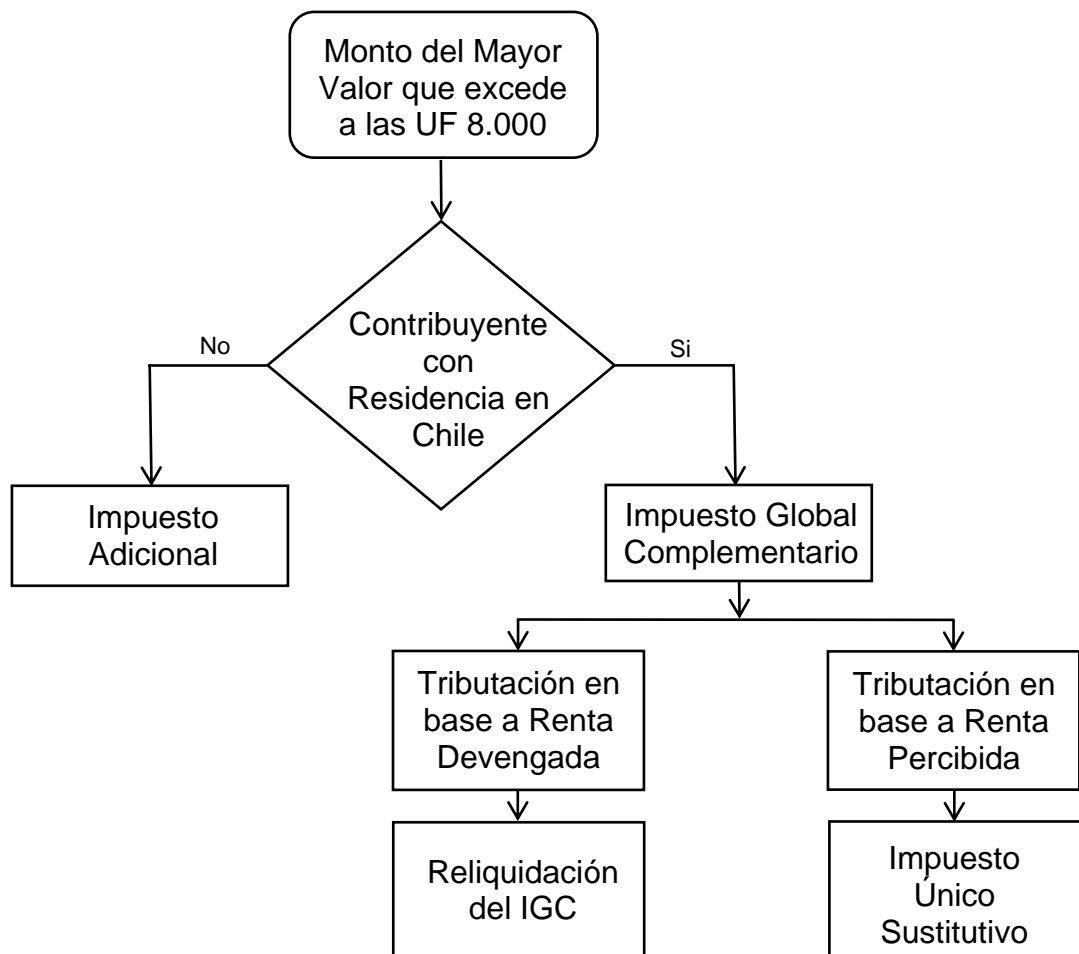 Monto del Mayor
Valor que excede
a las UF 8.000
Contribuyente
con
Residencia en
Chile
No
Si
Impuesto
Adicional
Impuesto Global
Complementario
Tributación en
base a Renta
Devengada
Tributación en
base a Renta
Percibida
Reliquidación
del IGC
Impuesto
Único
Sustitutivo